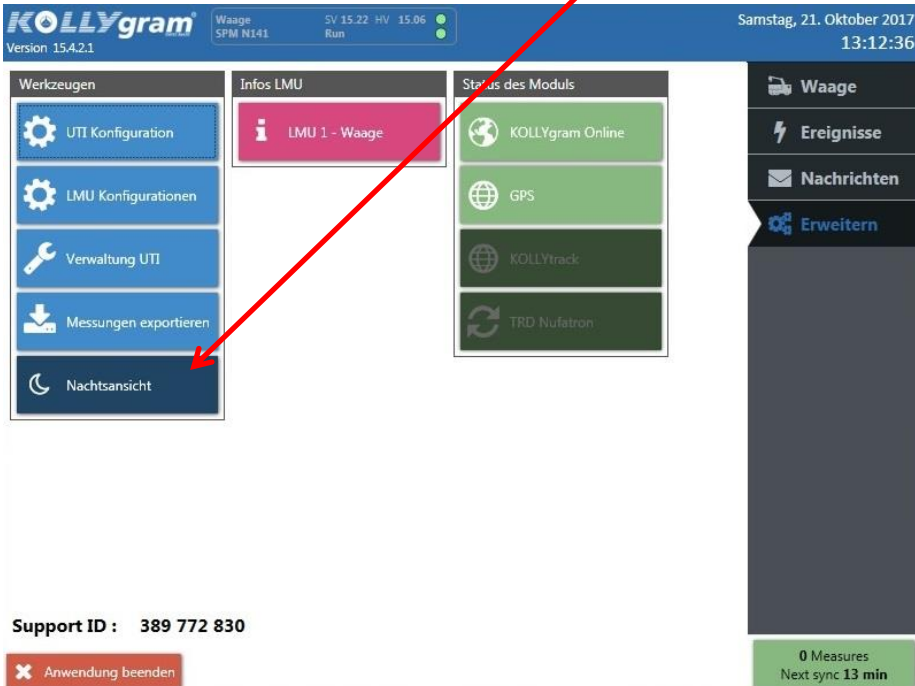 KOLLYgram
Version 15.4.2.1
Waage SV 15.22 HV 15.06
SPM N141 Run
Samstag, 21. Oktober 2017
13:12:36
Werkzeugen
UTI Konfiguration
LMU Konfigurationen
Verwaltung UTI
Messungen exportieren
Nachtsansicht
Infos LMU
LMU 1 - Waage
Status des Moduls
KOLLYgram Online
GPS
KOLLYtrack
TRD Nufatron
Waage
Ereignisse
Nachrichten
Erweitern
Support ID : 389 772 830
Anwendung beenden
0 Measures
Next sync 13 min